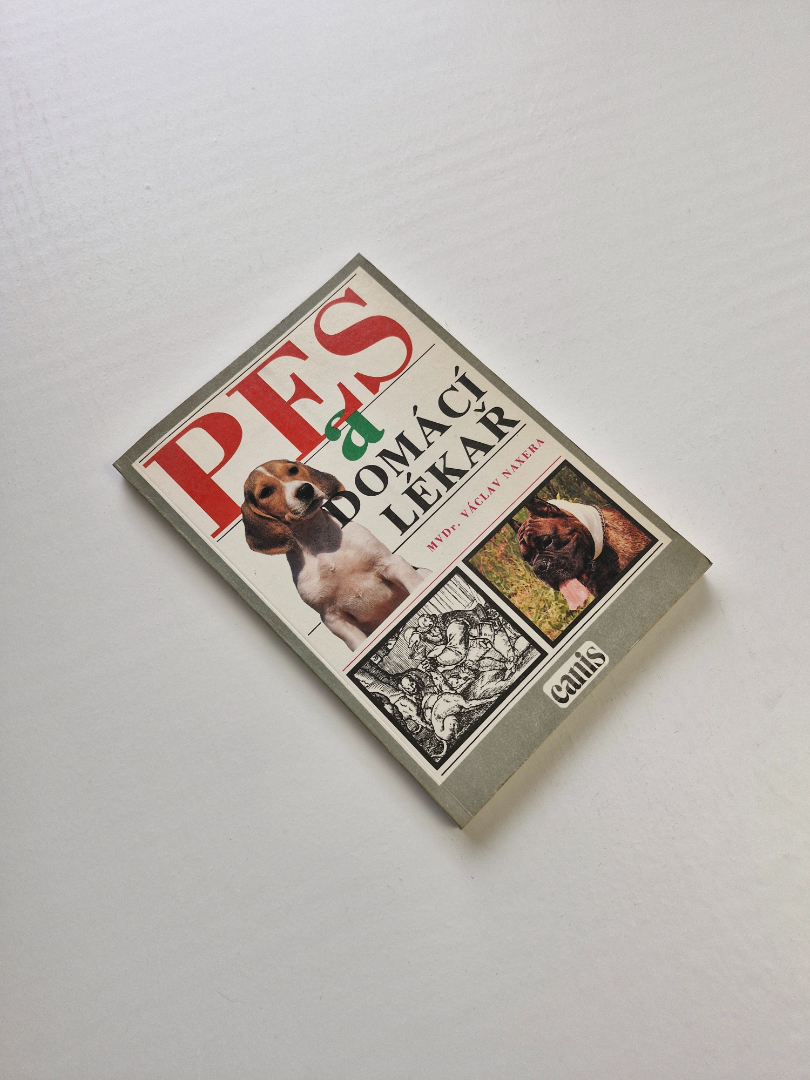 PES
a
DOMÁCÍ
LÉKAŘ
MVDr. VÁCLAV NAXERA
canis